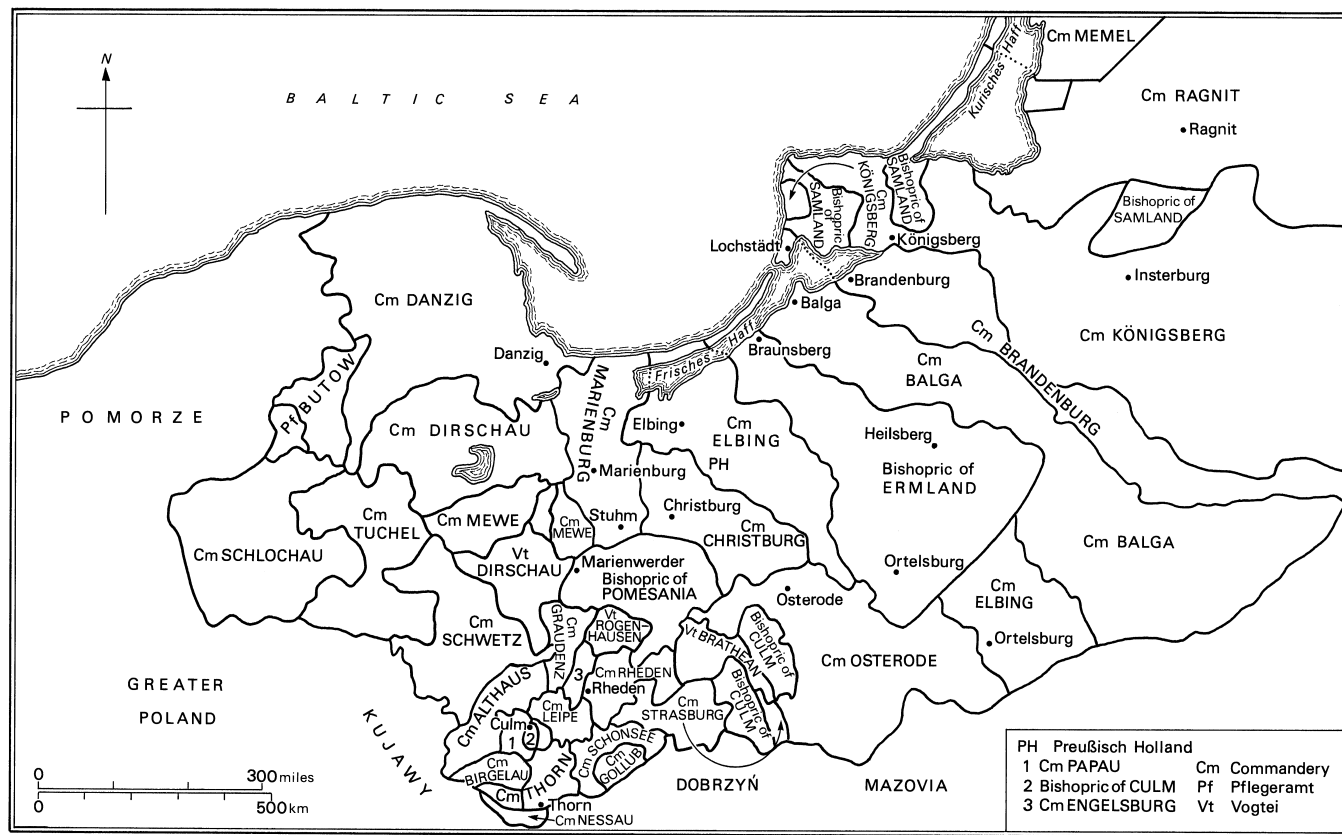 N
BALTIC SEA
Kurisches Haff
Cm MEMEL
Cm RAGNIT
Ragnit
Bishopric of
SAMLAND
Cm
KÖNIGSBERG
Bishopric
of
SAMLAND
Bishopric of
SAMLAND
Lochstädt
Königsberg
Brandenburg
Balga
Insterburg
Cm KÖNIGSBERG
Cm DANZIG
Danzig
Frisches Haff
Braunsberg
Cm BRANDENBURG
Cm
BALGA
POMORZE
Pf BUTOW
Cm DIRSCHAU
Cm
MARIENBURG
Elbing
Cm
ELBING
PH
Heilsberg
Bishopric of
ERMLAND
Marienburg
Cm SCHLOCHAU
Cm
TUCHEL
Cm MEWE
Cm
MEWE
Stuhm
Christburg
Cm
CHRISTBURG
Cm BALGA
Vt
DIRSCHAU
Marienwerder
Bishopric of
POMESANIA
Ortelsburg
Osterode
Cm
ELBING
Ortelsburg
Cm
SCHWETZ
Cm
GRAUDENZ
Vt
ROGEN-
HAUSEN
Vt BRATHEAN
Bishopric of
CULM
Cm OSTERODE
3
Cm RHEDEN
Rheden
Bishopric of
CULM
GREATER
POLAND
KUJAWY
Cm ALTHAUS
Cm
LEIPE
Cm
STRASBURG
Culm
1
2
Cm SCHONSEE
Cm
GOLLUB
Cm
BIRGELAU
Cm THORN
Thorn
Cm NESSAU
DOBRZYŃ
MAZOVIA
0 300 miles
0 500 km
PH Preußisch Holland
1 Cm PAPAU Cm Commandery
2 Bishopric of CULM Pf Pflegeramt
3 Cm ENGELSBURG Vt Vogtei